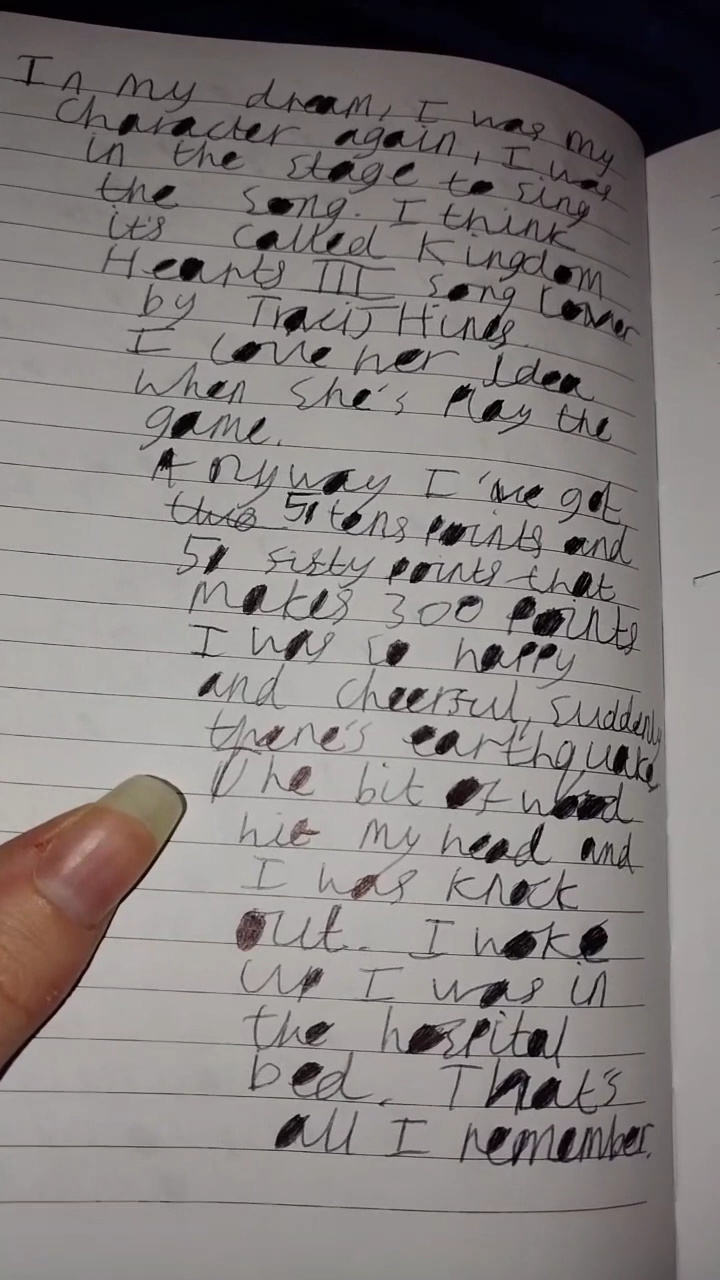 In my dream, I was my
character again, I was
in the stage to sing
the song. I think
it's called Kingdom
Hearts III song cover
by Traci J Hines.
I love her idea
when she's play the
game.
Anyway I've got
two 51 tens points and
51 sisty points that
makes 300 points
I was so happy
and cheerful, suddenly
there's earthquake
The bit of wood
hit my head and
I was knock
out. I woke
up I was in
the hospital
bed. That's
all I remember.